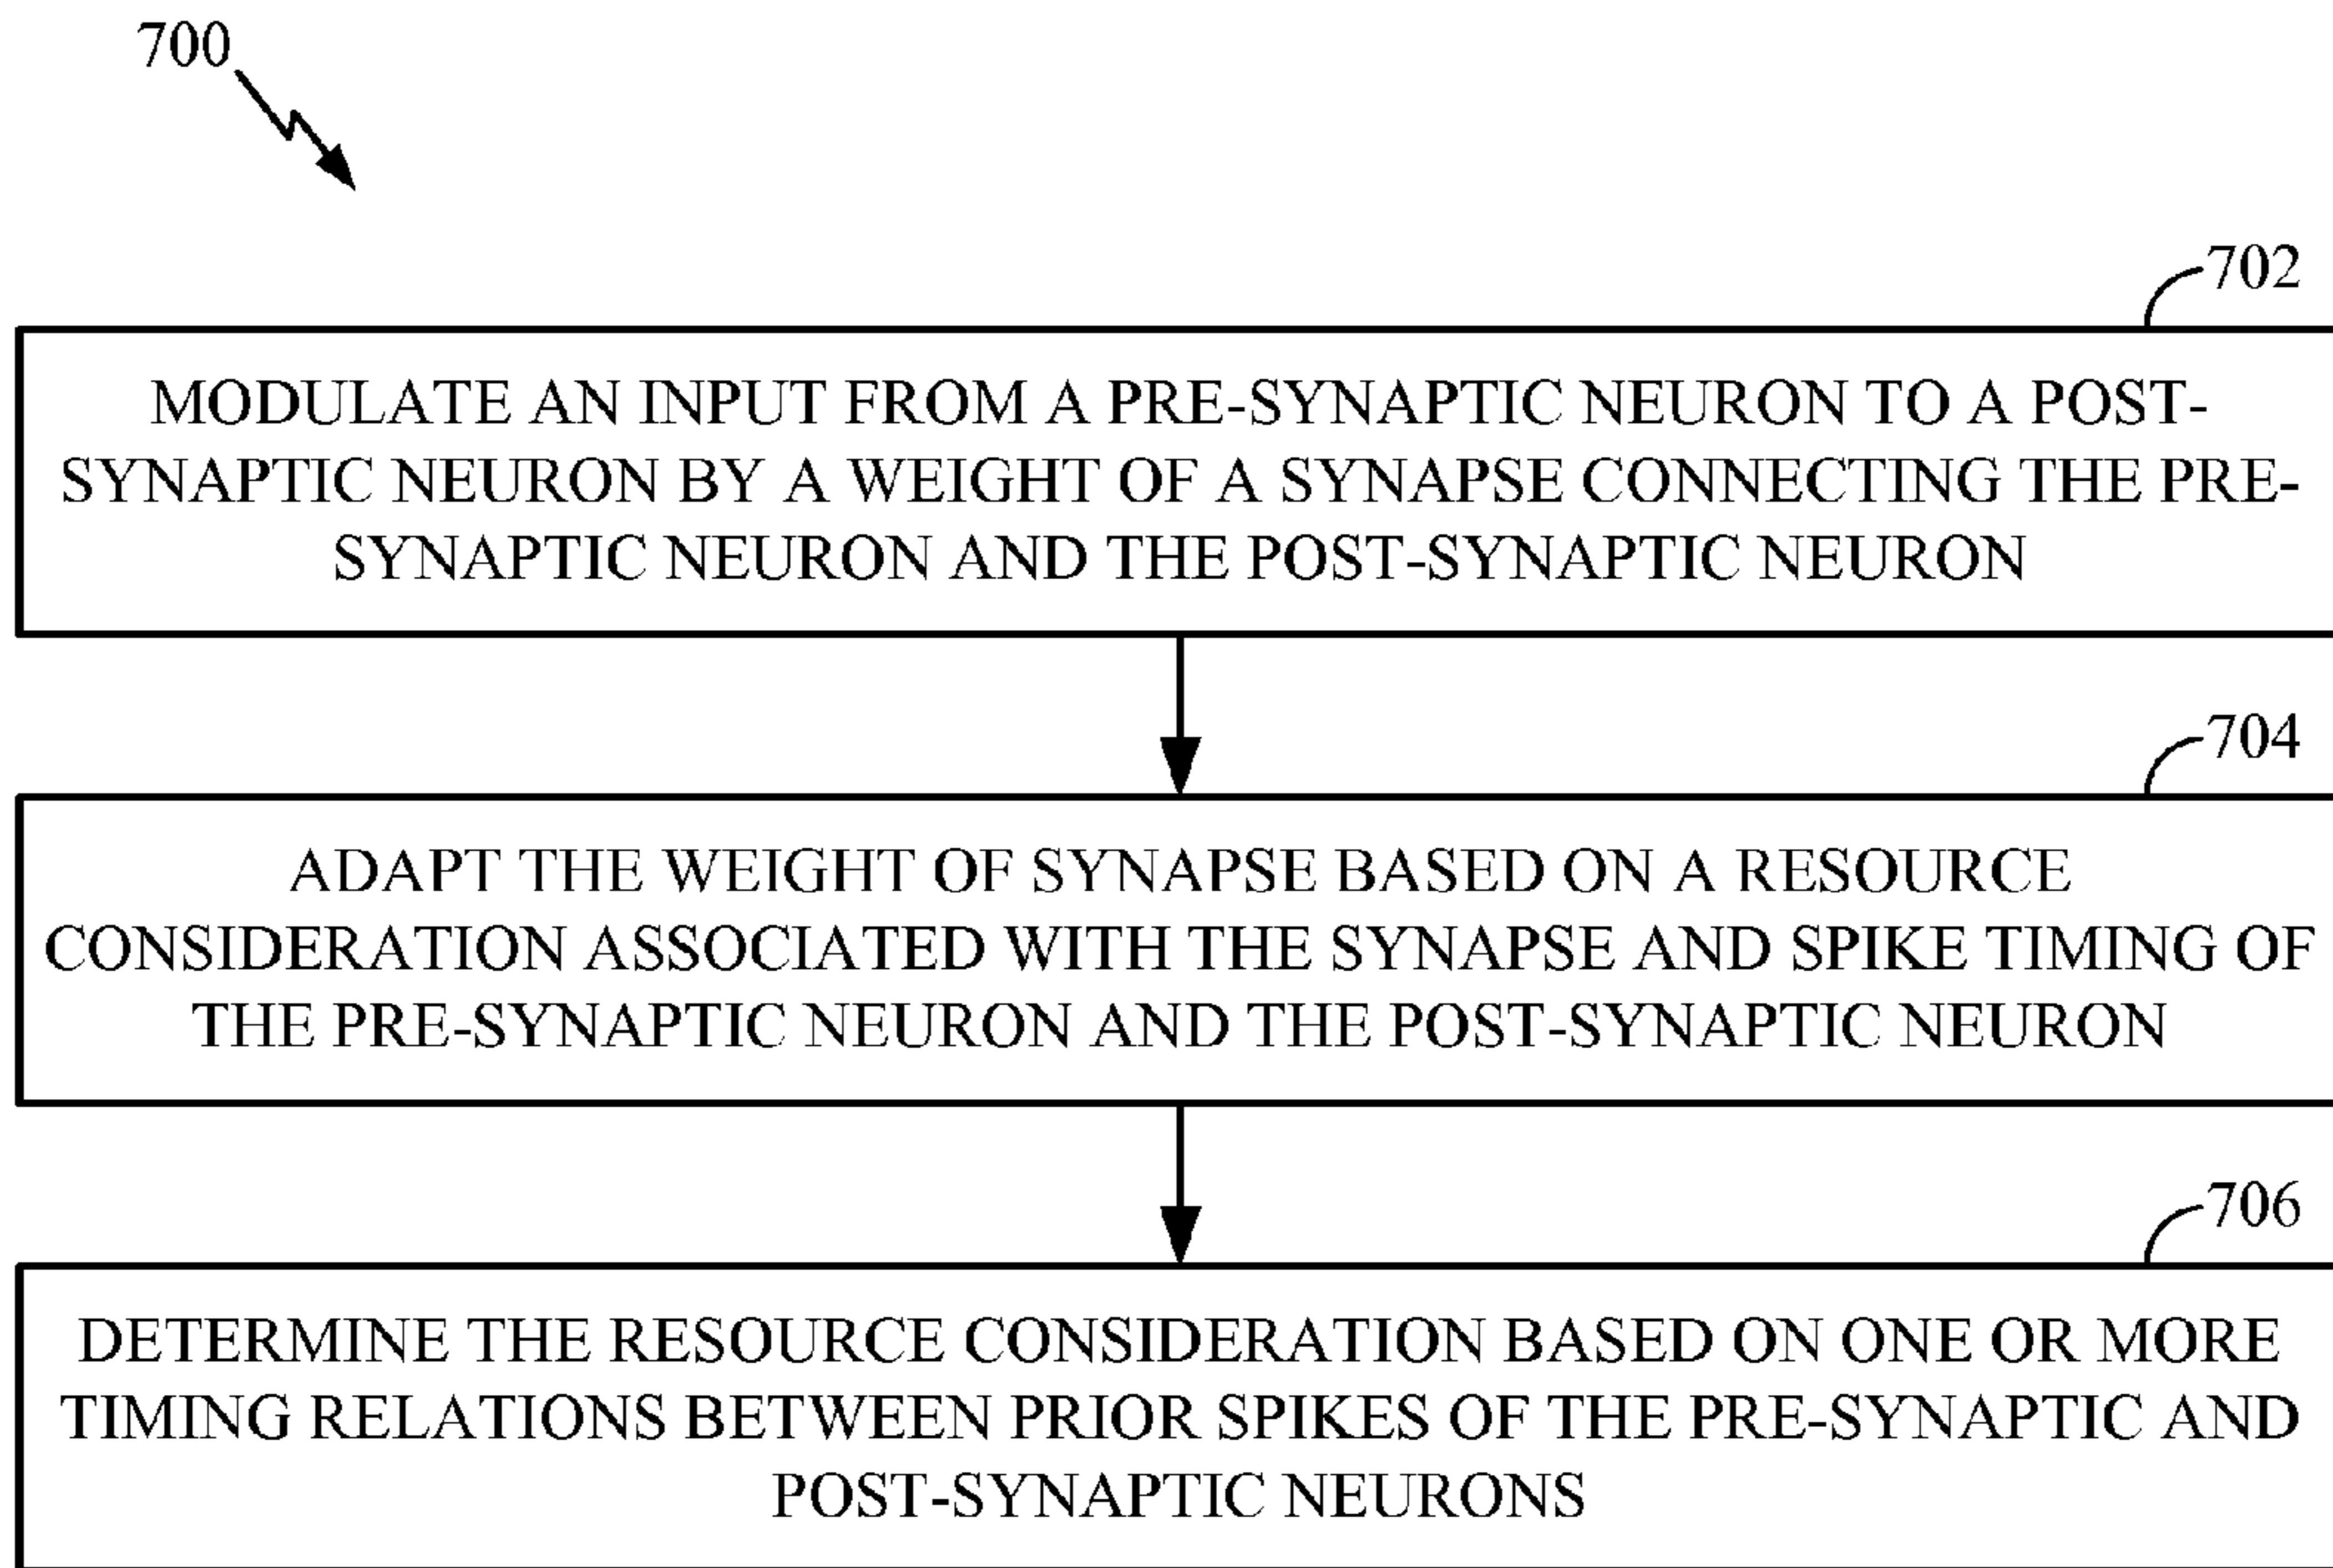 700
702
MODULATE AN INPUT FROM A PRE-SYNAPTIC NEURON TO A POST-
SYNAPTIC NEURON BY A WEIGHT OF A SYNAPSE CONNECTING THE PRE-
SYNAPTIC NEURON AND THE POST-SYNAPTIC NEURON
704
ADAPT THE WEIGHT OF SYNAPSE BASED ON A RESOURCE
CONSIDERATION ASSOCIATED WITH THE SYNAPSE AND SPIKE TIMING OF
THE PRE-SYNAPTIC NEURON AND THE POST-SYNAPTIC NEURON
706
DETERMINE THE RESOURCE CONSIDERATION BASED ON ONE OR MORE
TIMING RELATIONS BETWEEN PRIOR SPIKES OF THE PRE-SYNAPTIC AND
POST-SYNAPTIC NEURONS